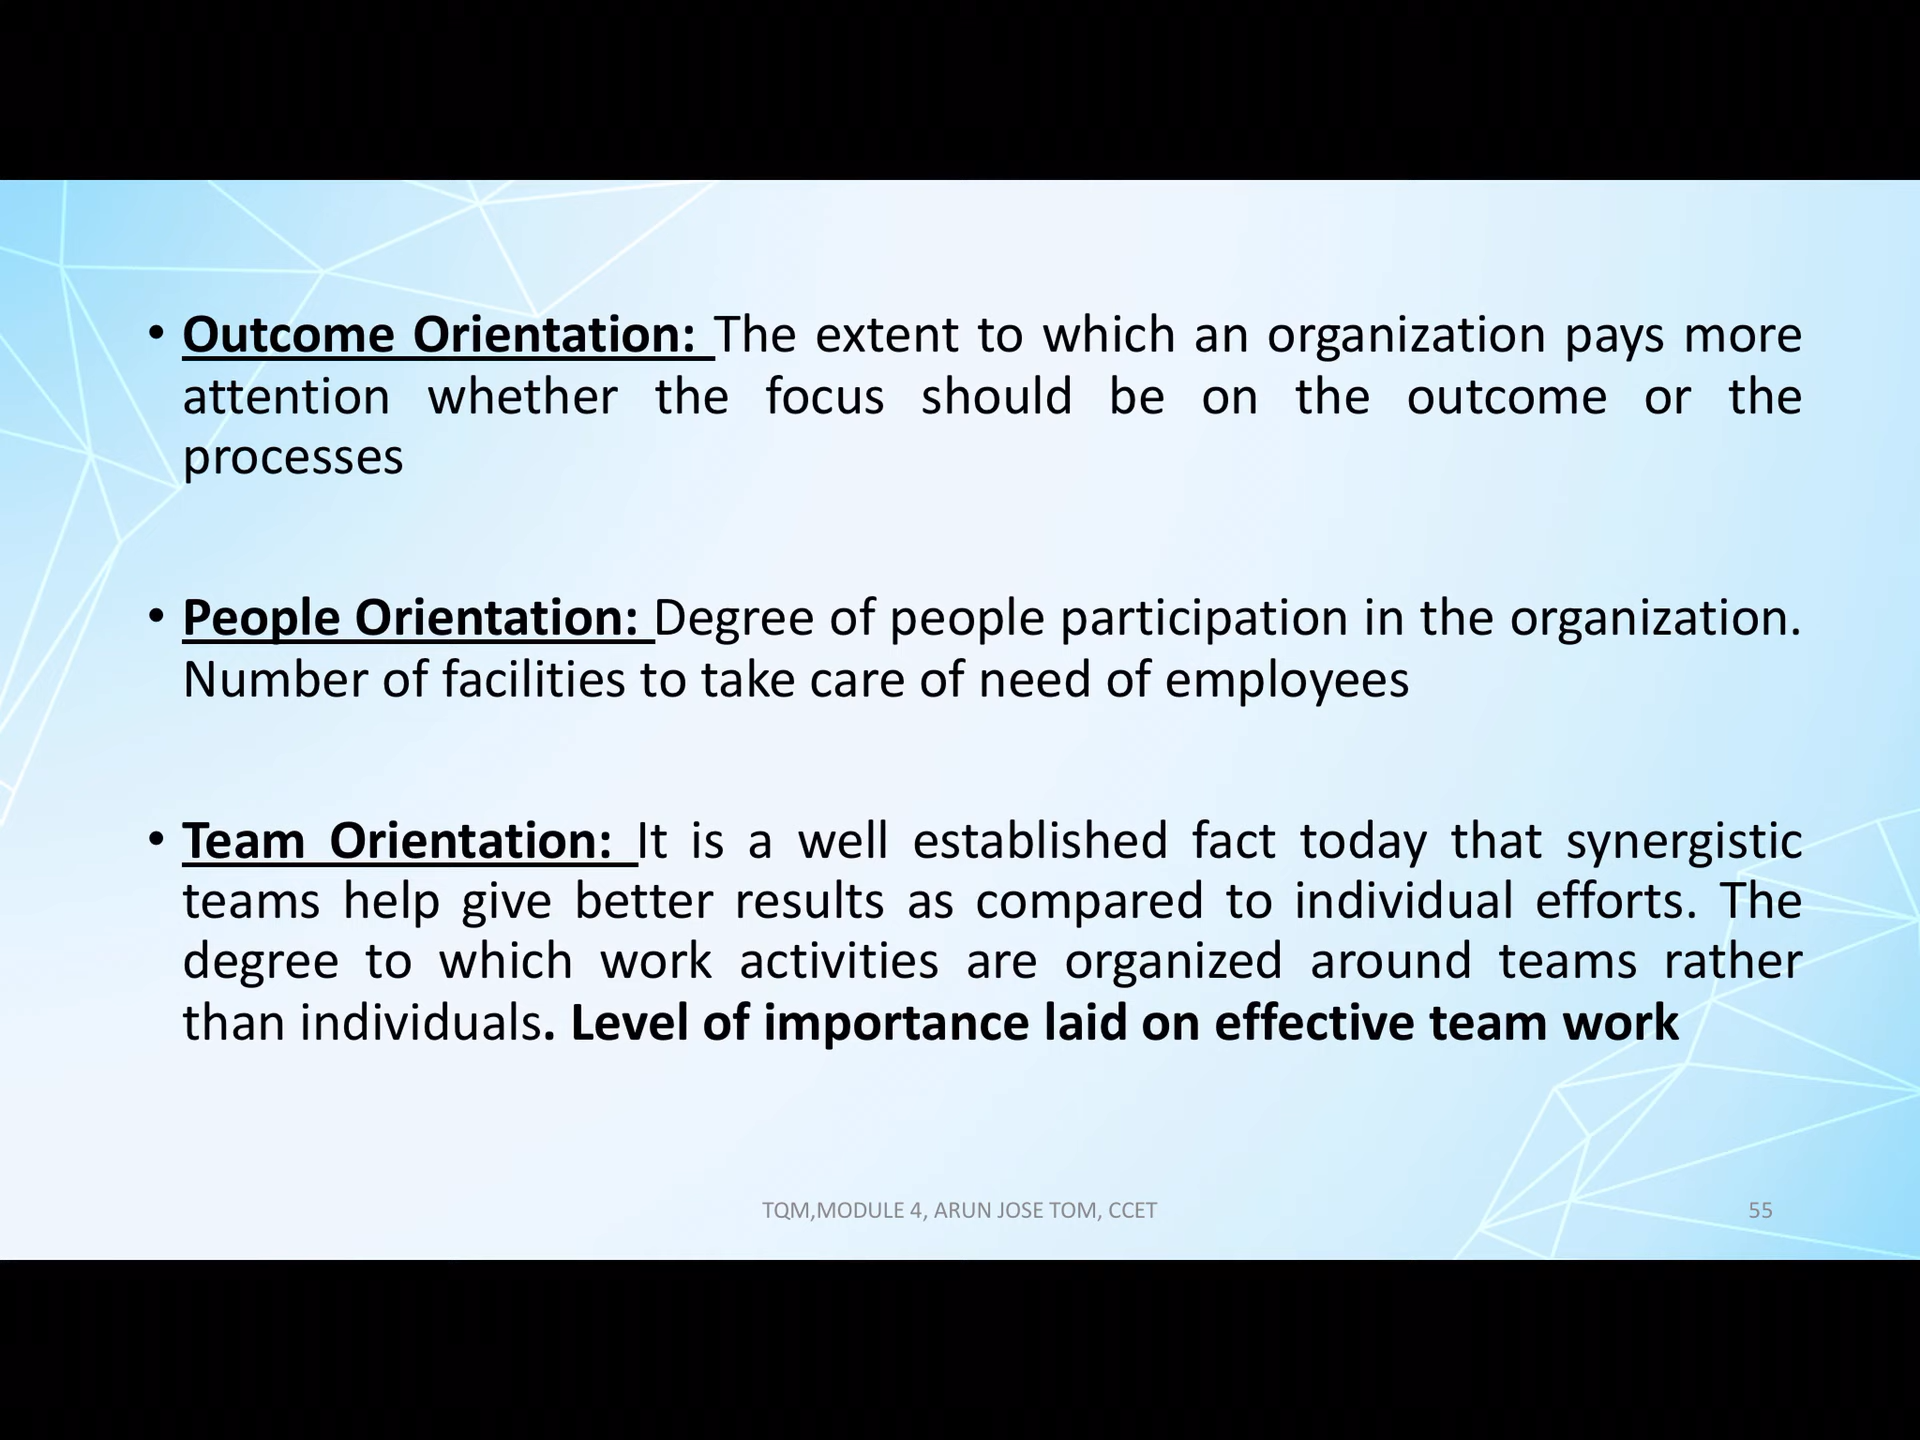 • Outcome Orientation: The extent to which an organization pays more
attention whether the focus should be on the outcome or the
processes
• People Orientation: Degree of people participation in the organization.
Number of facilities to take care of need of employees
• Team Orientation: It is a well established fact today that synergistic
teams help give better results as compared to individual efforts. The
degree to which work activities are organized around teams rather
than individuals. Level of importance laid on effective team work
TQM,MODULE 4, ARUN JOSE TOM, CCET
55